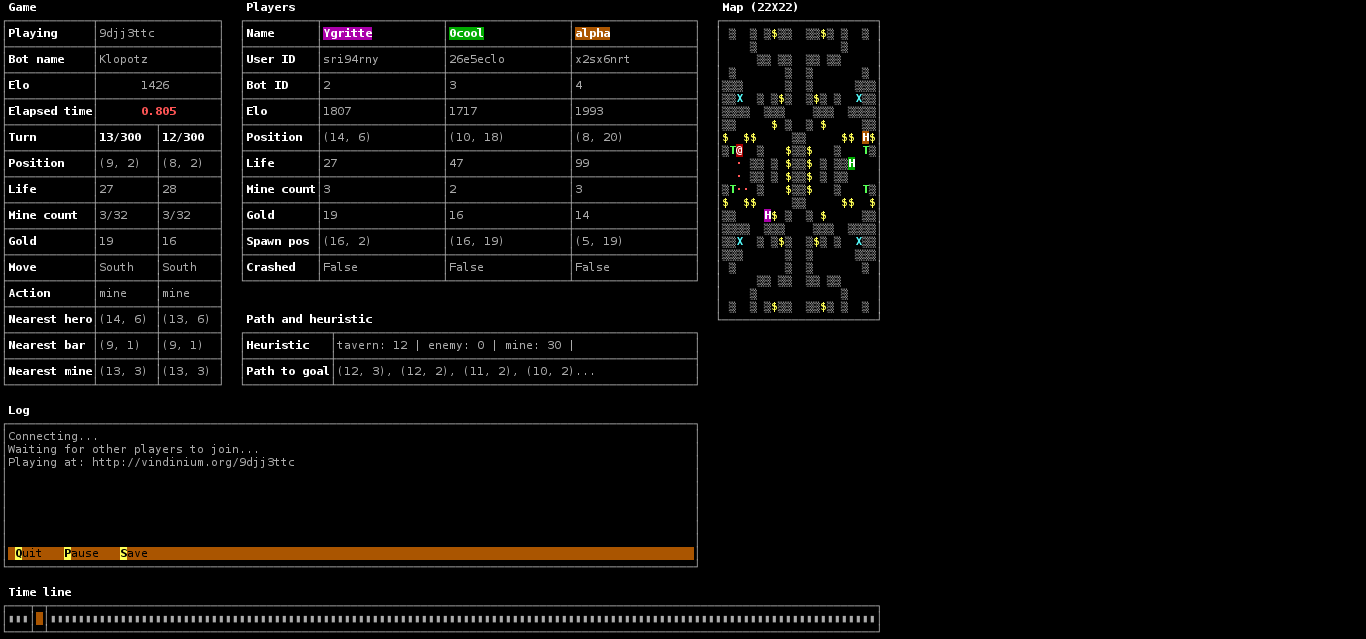 Game
Playing 9djj3ttc
Bot name Klopotz
Elo 1426
Elapsed time 0.805
Turn 13/300 12/300
Position (9, 2) (8, 2)
Life 27 28
Mine count 3/32 3/32
Gold 19 16
Move South South
Action mine mine
Nearest hero (14, 6) (13, 6)
Nearest bar (9, 1) (9, 1)
Nearest mine (13, 3) (13, 3)
Players
Name Ygritte Ocool alpha
User ID sri94rny 26e5eclo x2sx6nrt
Bot ID 2 3 4
Elo 1807 1717 1993
Position (14, 6) (10, 18) (8, 20)
Life 27 47 99
Mine count 3 2 3
Gold 19 16 14
Spawn pos (16, 2) (16, 19) (5, 19)
Crashed False False False
Path and heuristic
Heuristic tavern: 12 | enemy: 0 | mine: 30 |
Path to goal (12, 3), (12, 2), (11, 2), (10, 2)...
Map (22X22)
$ $
X $ $ X
$ $
$ $$ $$ H$
T@ $ $ T
$ $ H
$ $
T $ $ T
$ $$ $$ $
H$ $
X $ $ X
$ $
Log
Connecting...
Waiting for other players to join...
Playing at: http://vindinium.org/9djj3ttc
Quit Pause Save
Time line